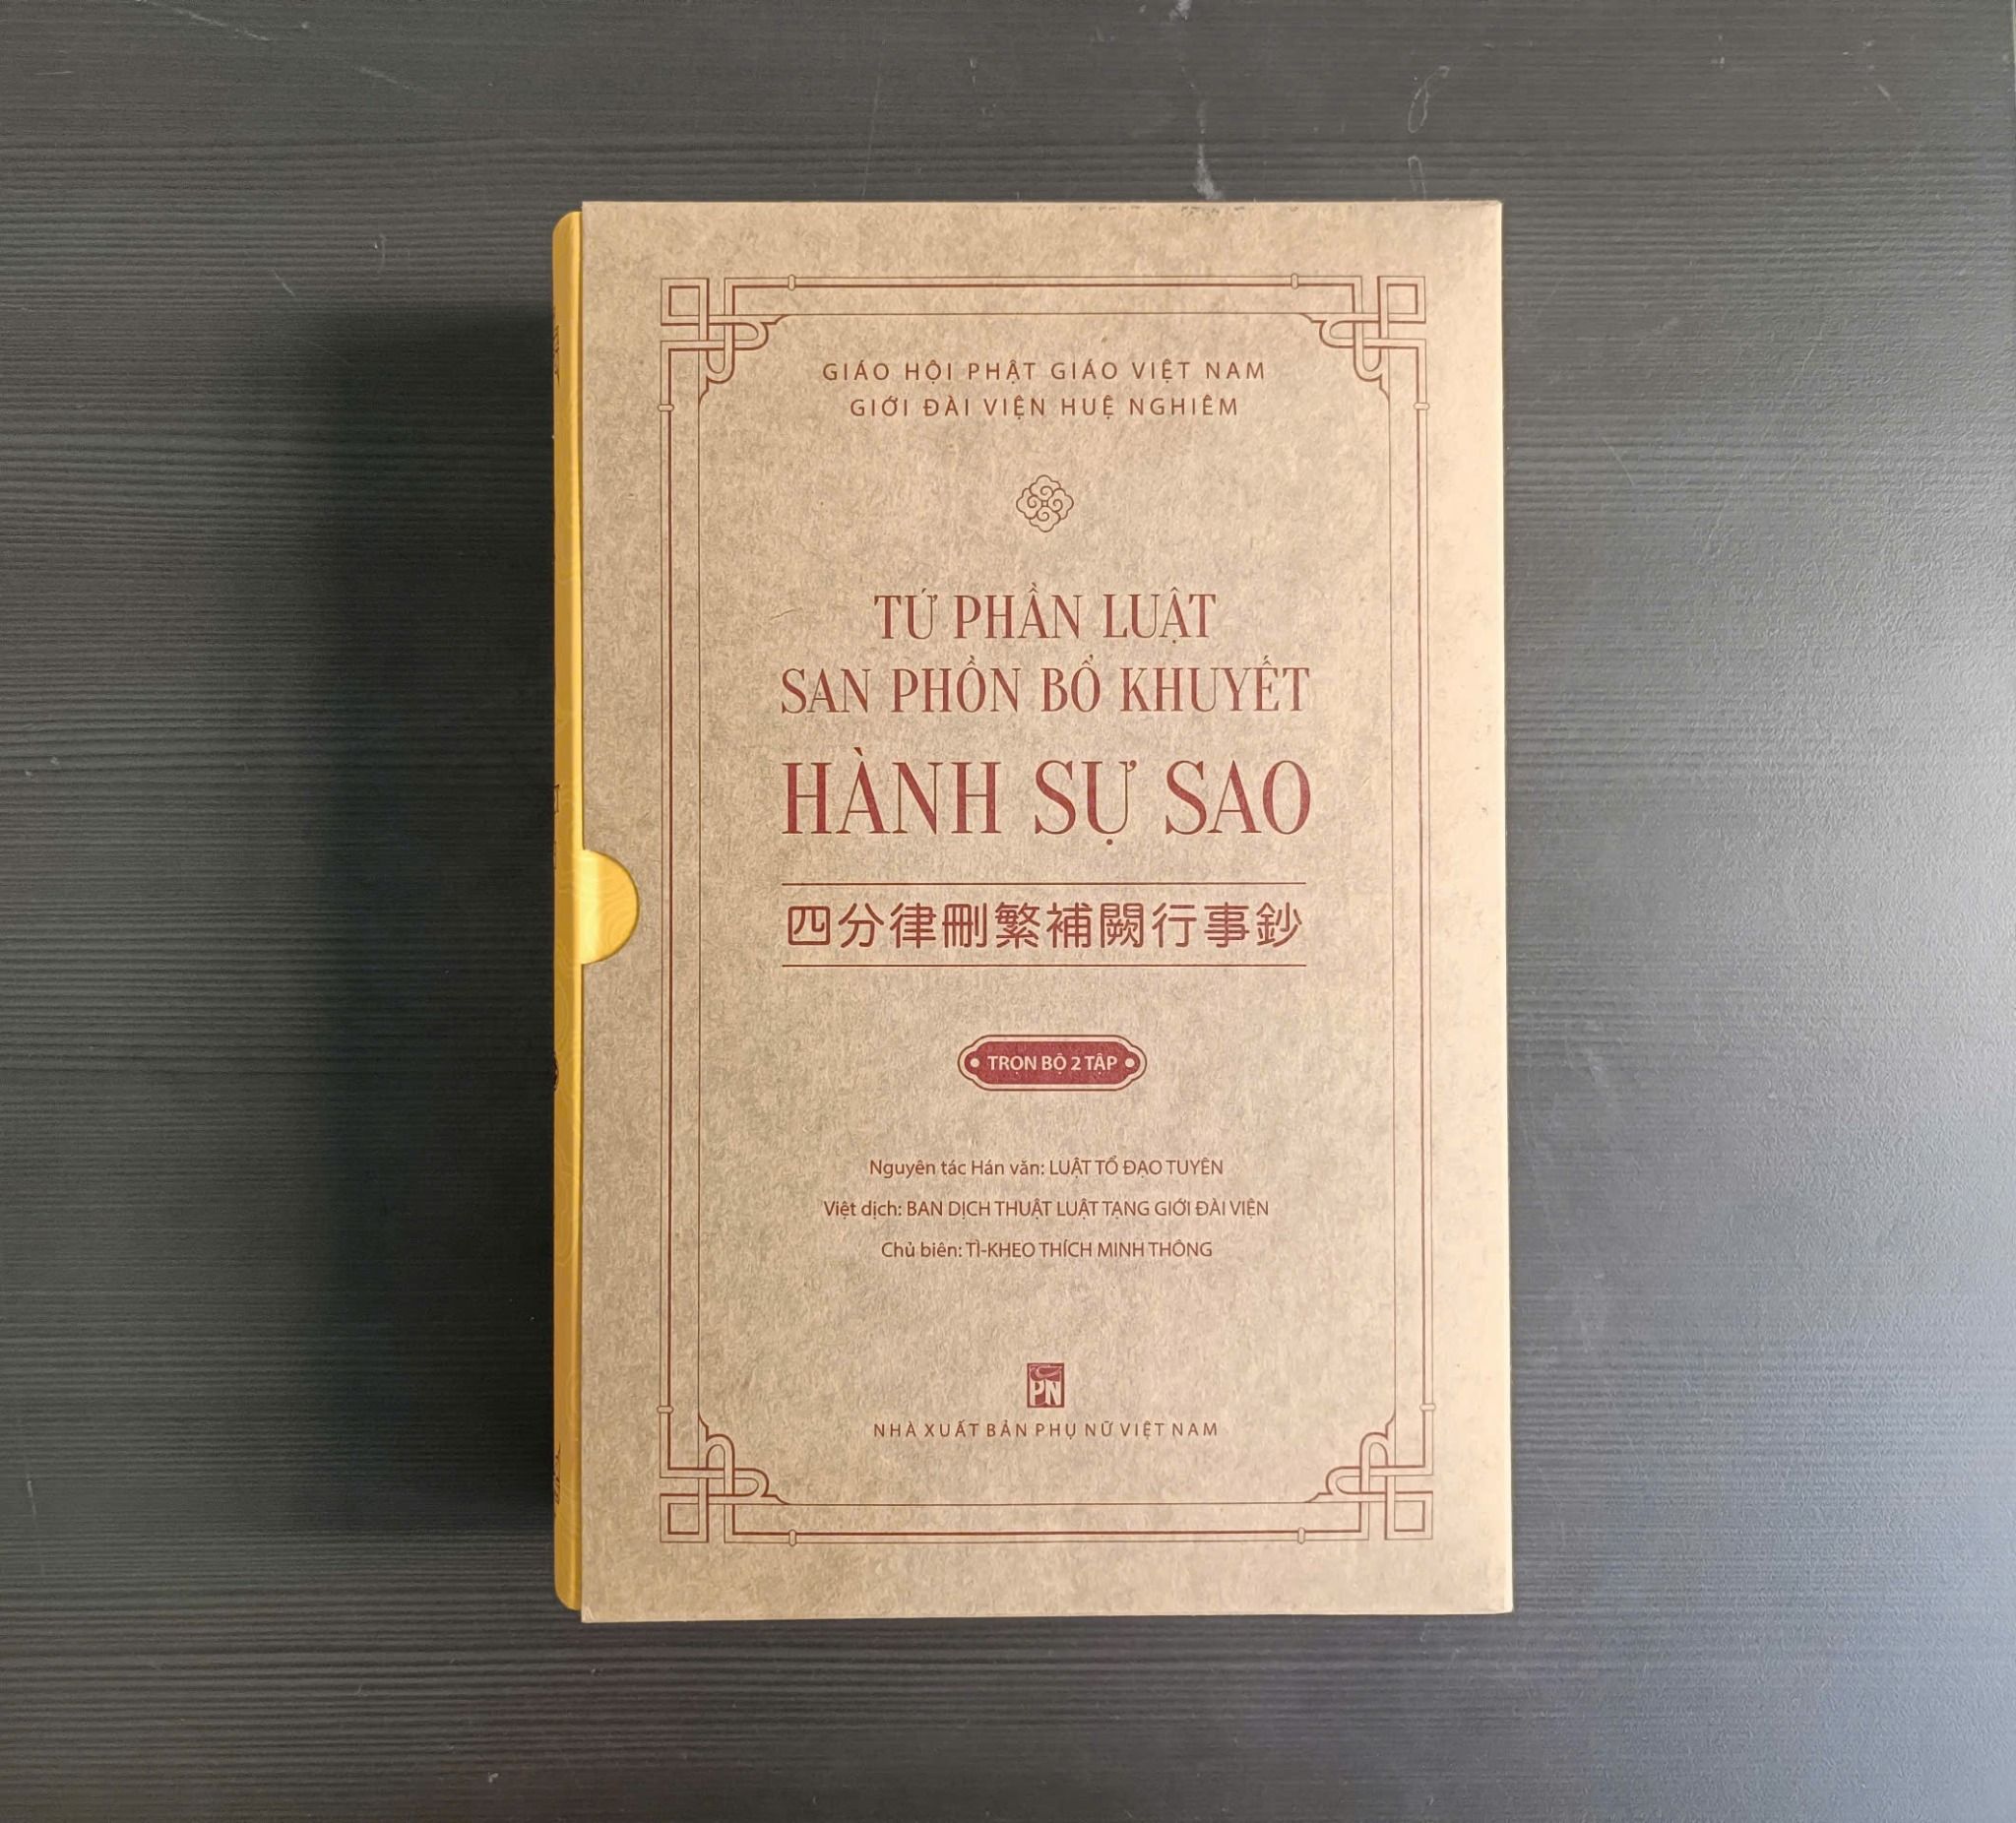 GIÁO HỘI PHẬT GIÁO VIỆT NAM
GIỚI ĐÀI VIỆN HUỆ NGHIÊM
TỨ PHẦN LUẬT
SAN PHỒN BỔ KHUYẾT
HÀNH SỰ SAO
四分律刪繁補闕行事鈔
TRỌN BỘ 2 TẬP
Nguyên tác Hán văn: LUẬT TỔ ĐẠO TUYÊN
Việt dịch: BAN DỊCH THUẬT LUẬT TẠNG GIỚI ĐÀI VIỆN
Chủ biên: TÌ-KHEO THÍCH MINH THÔNG
PN
NHÀ XUẤT BẢN PHỤ NỮ VIỆT NAM